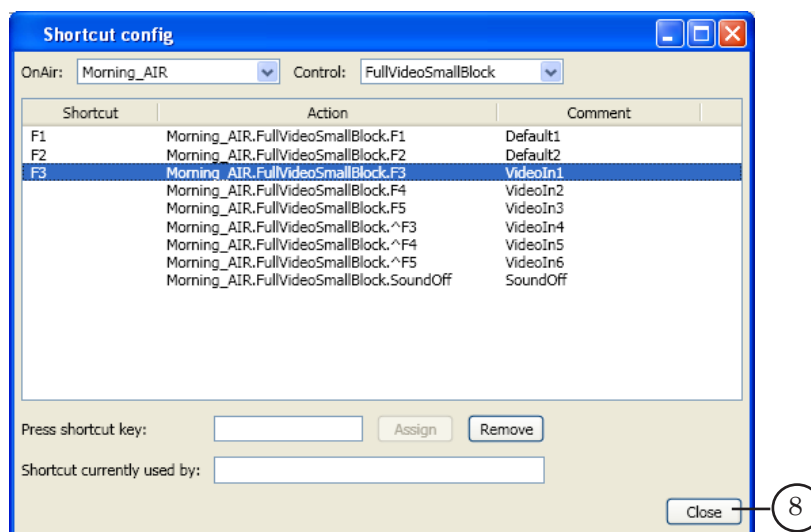 Shortcut config
OnAir: Morning_AIR Control: FullVideoSmallBlock
Shortcut Action Comment
F1 Morning_AIR.FullVideoSmallBlock.F1 Default1
F2 Morning_AIR.FullVideoSmallBlock.F2 Default2
F3 Morning_AIR.FullVideoSmallBlock.F3 VideoIn1
Morning_AIR.FullVideoSmallBlock.F4 VideoIn2
Morning_AIR.FullVideoSmallBlock.F5 VideoIn3
Morning_AIR.FullVideoSmallBlock.^F3 VideoIn4
Morning_AIR.FullVideoSmallBlock.^F4 VideoIn5
Morning_AIR.FullVideoSmallBlock.^F5 VideoIn6
Morning_AIR.FullVideoSmallBlock.SoundOff SoundOff
Press shortcut key: Assign Remove
Shortcut currently used by:
Close 8